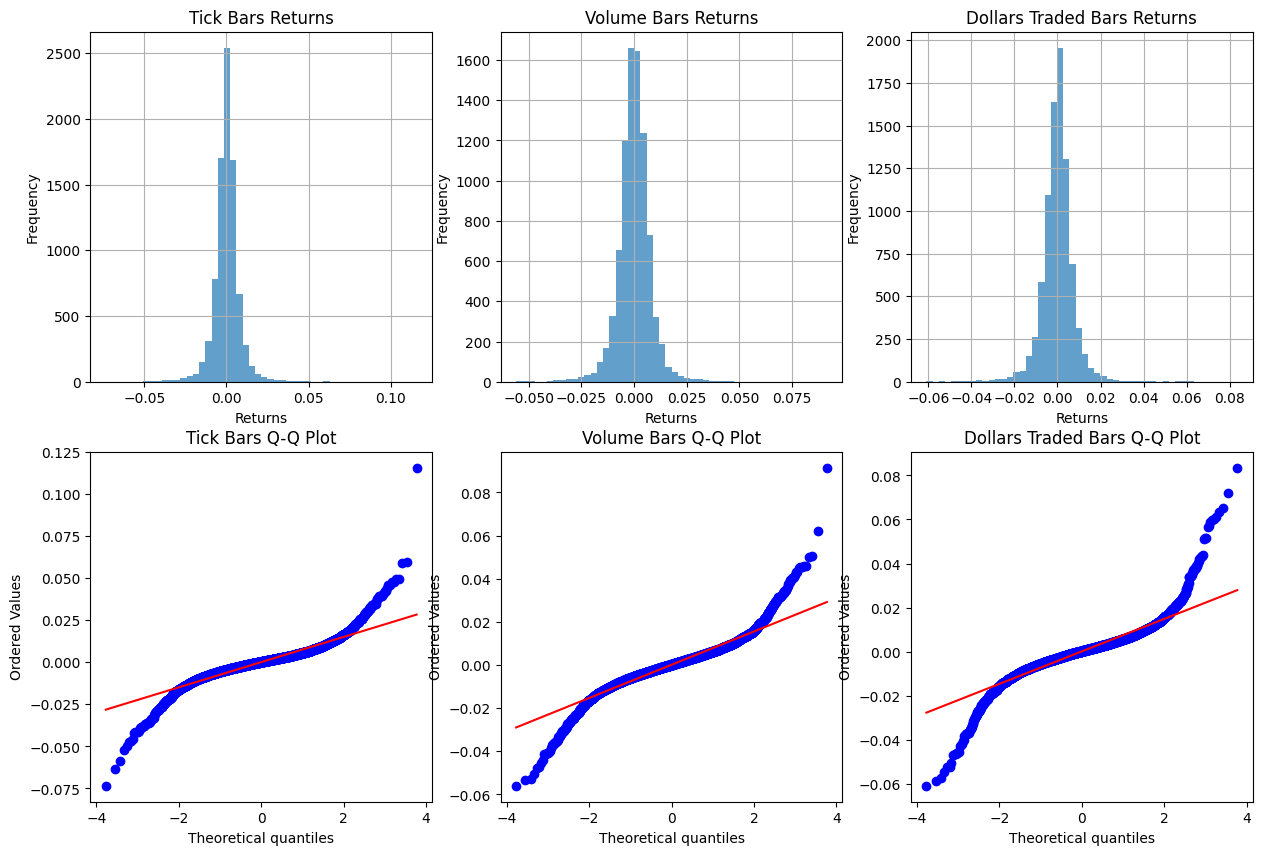 Tick Bars Returns
Frequency
2500
2000
1500
1000
500
0
−0.05 0.00 0.05 0.10
Returns
Volume Bars Returns
Frequency
1600
1400
1200
1000
800
600
400
200
0
−0.050 −0.025 0.000 0.025 0.050 0.075
Returns
Dollars Traded Bars Returns
Frequency
2000
1750
1500
1250
1000
750
500
250
0
−0.06 −0.04 −0.02 0.00 0.02 0.04 0.06 0.08
Returns
Tick Bars Q-Q Plot
Ordered Values
0.125
0.100
0.075
0.050
0.025
0.000
−0.025
−0.050
−0.075
−4 −2 0 2 4
Theoretical quantiles
Volume Bars Q-Q Plot
Ordered Values
0.08
0.06
0.04
0.02
0.00
−0.02
−0.04
−0.06
−4 −2 0 2 4
Theoretical quantiles
Dollars Traded Bars Q-Q Plot
Ordered Values
0.08
0.06
0.04
0.02
0.00
−0.02
−0.04
−0.06
−4 −2 0 2 4
Theoretical quantiles